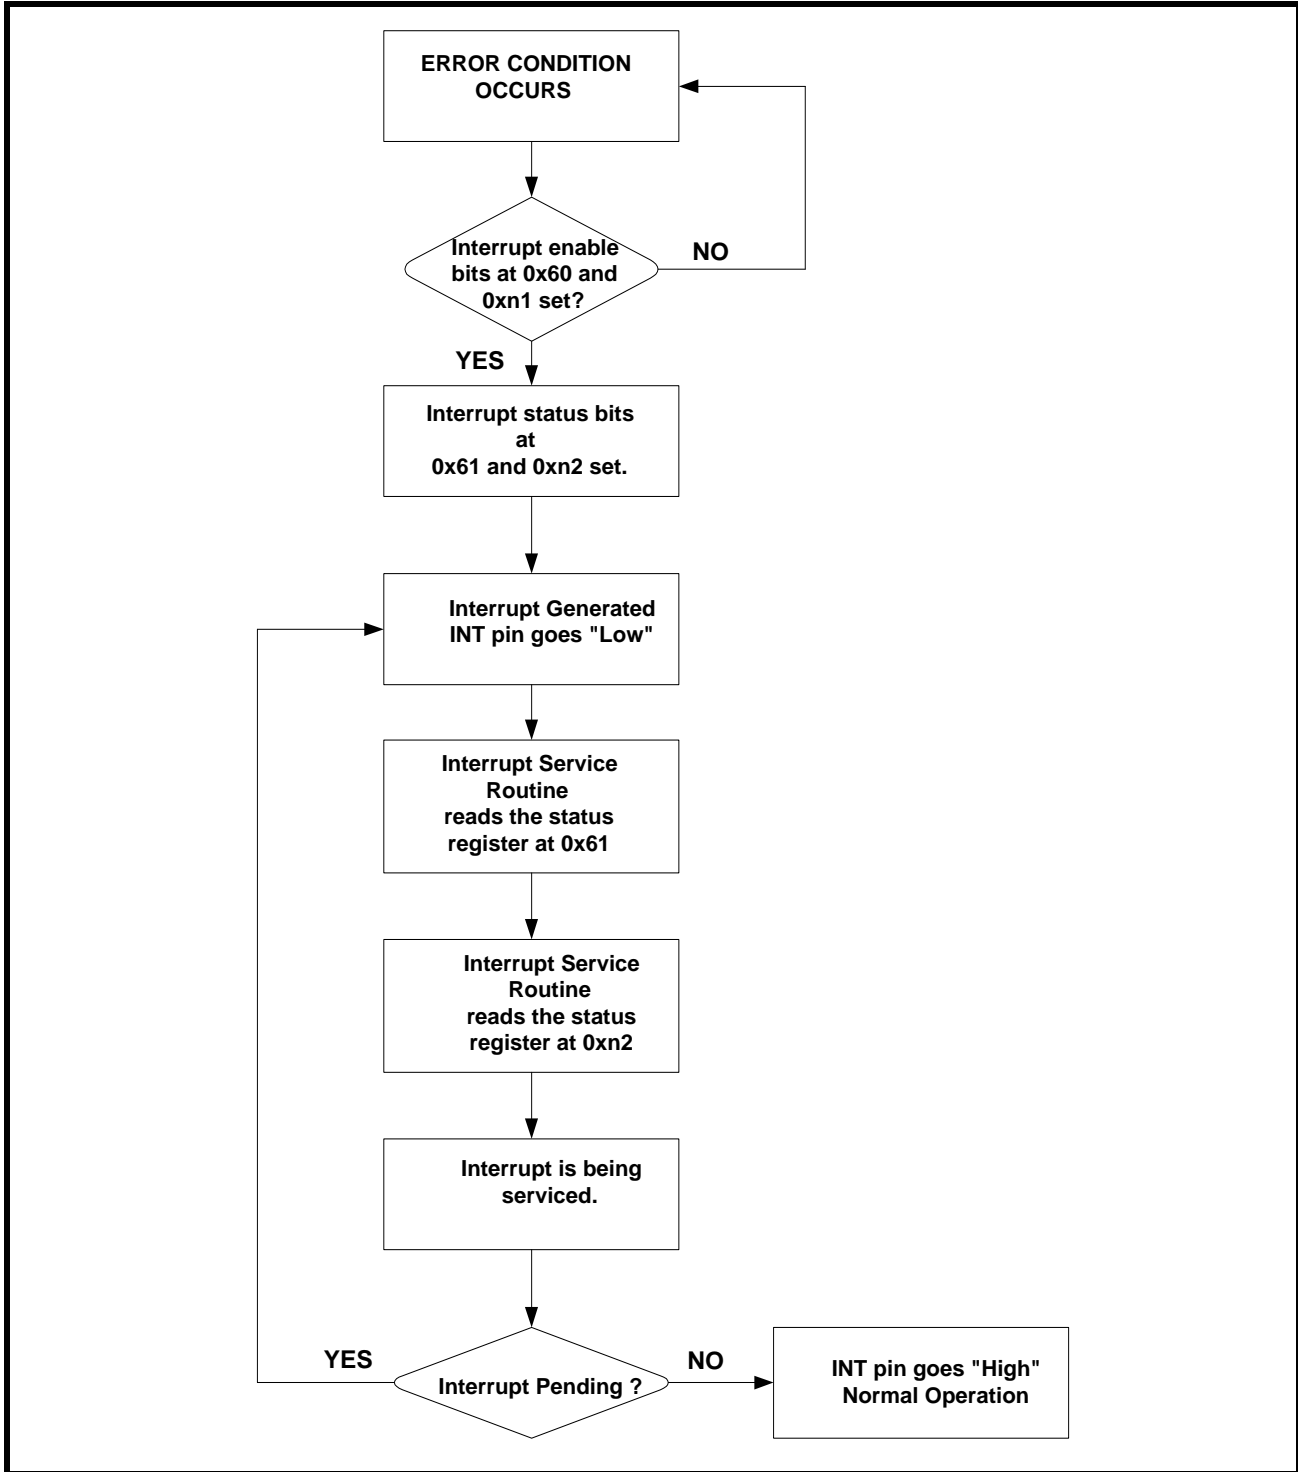 ERROR CONDITION
OCCURS
Interrupt enable
bits at 0x60 and
0xn1 set?
NO
YES
Interrupt status bits
at
0x61 and 0xn2 set.
Interrupt Generated
INT pin goes "Low"
Interrupt Service
Routine
reads the status
register at 0x61
Interrupt Service
Routine
reads the status
register at 0xn2
Interrupt is being
serviced.
YES
Interrupt Pending ?
NO
INT pin goes "High"
Normal Operation